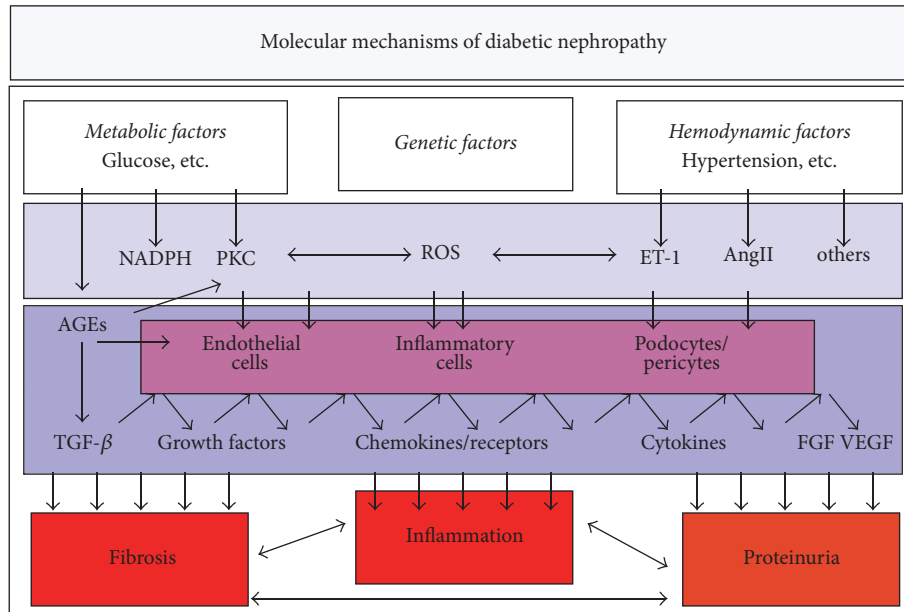 Molecular mechanisms of diabetic nephropathy
Metabolic factors
Glucose, etc.
Genetic factors
Hemodynamic factors
Hypertension, etc.
NADPH PKC ROS ET-1 AngII others
AGEs
Endothelial
cells
Inflammatory
cells
Podocytes/
pericytes
TGF-β Growth factors Chemokines/receptors Cytokines FGF VEGF
Fibrosis
Inflammation
Proteinuria